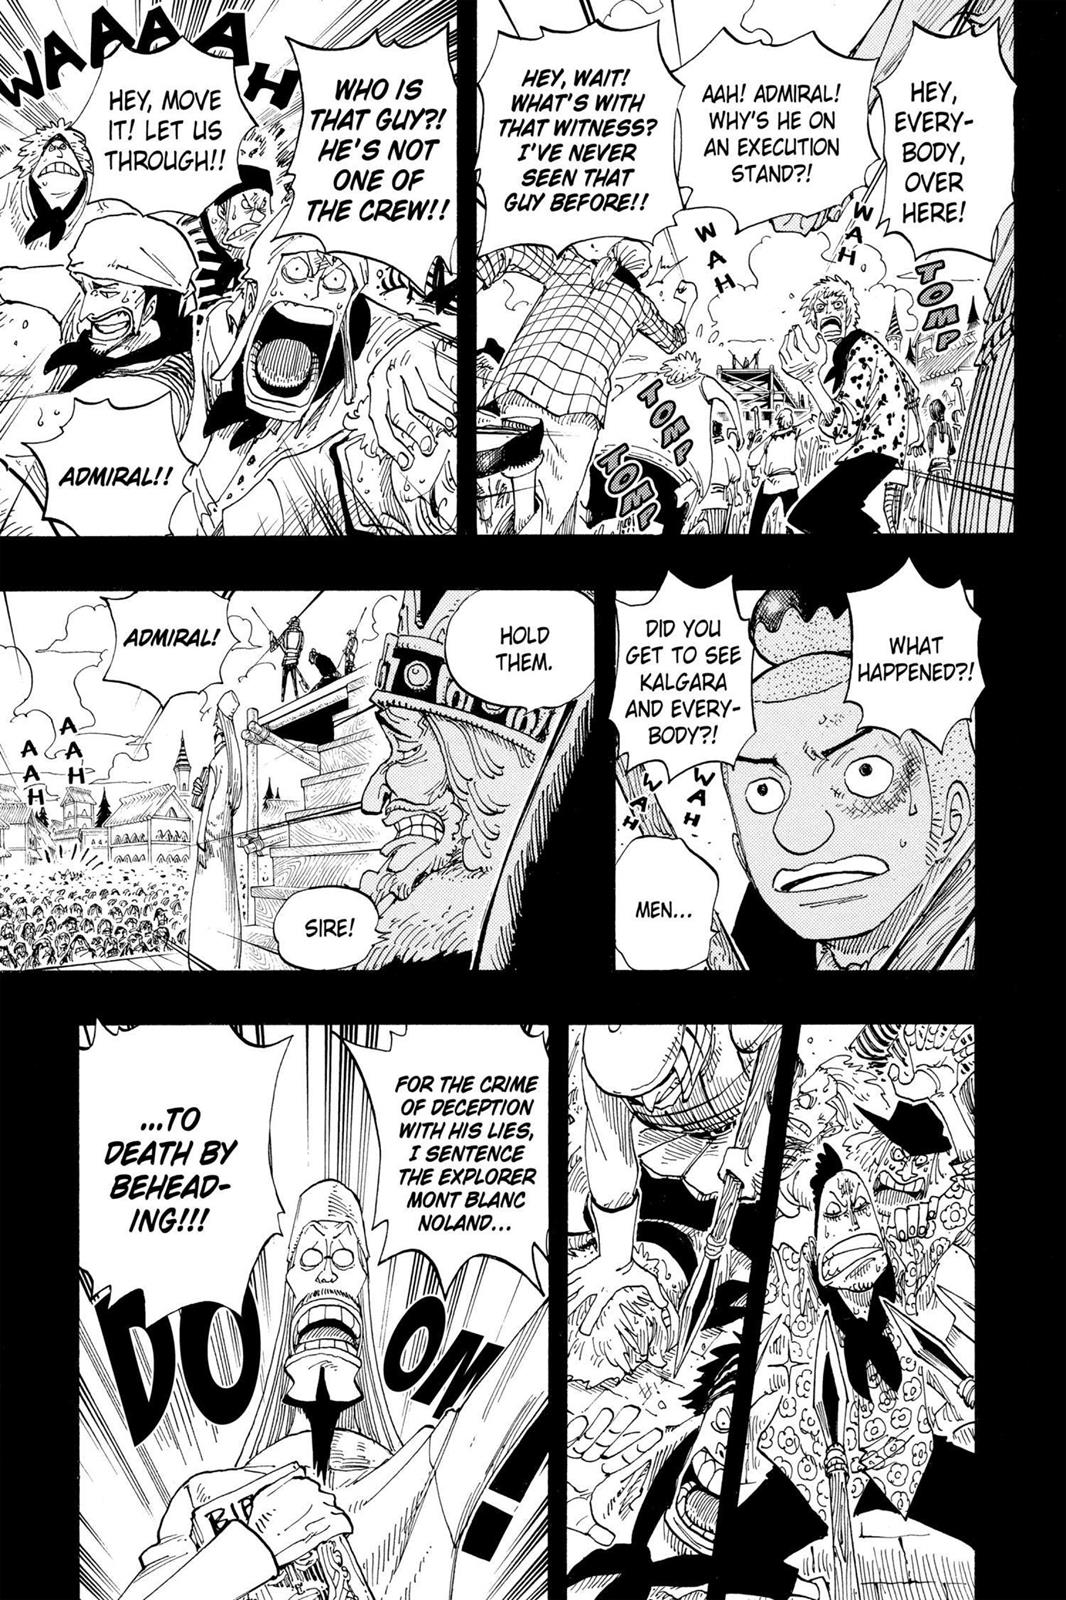 HEY,
EVERY-
BODY,
OVER
HERE!
AAH! ADMIRAL!
WHY'S HE ON
AN EXECUTION
STAND?!
HEY, WAIT!
WHAT'S WITH
THAT WITNESS?
I'VE NEVER
SEEN THAT
GUY BEFORE!!
WAH
WAH
TOMP
TOMP
TOMP
WHO IS
THAT GUY?!
HE'S NOT
ONE OF
THE CREW!!
HEY, MOVE
IT! LET US
THROUGH!!
WAAAAAH
ADMIRAL!!
WHAT
HAPPENED?!
DID YOU
GET TO SEE
KALGARA
AND EVERY-
BODY?!
WAH
WAH
MEN...
HOLD
THEM.
ADMIRAL!
AAH
AAH
SIRE!
FOR THE CRIME
OF DECEPTION
WITH HIS LIES,
I SENTENCE
THE EXPLORER
MONT BLANC
NOLAND...
...TO
DEATH BY
BEHEAD-
ING!!!
DOOM!!